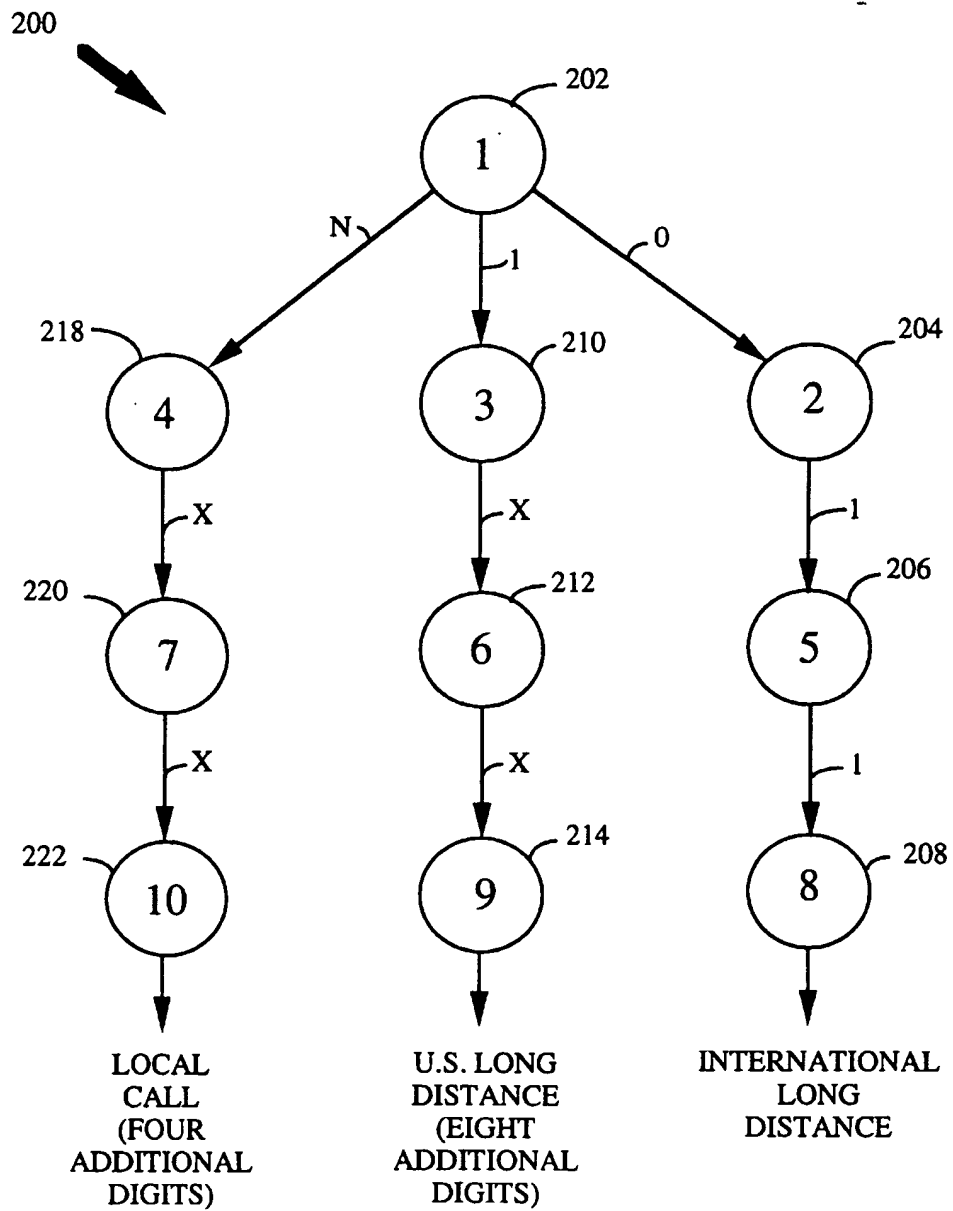 200
202
1
N
1
0
218
210
204
4
3
2
X
X
1
220
212
206
7
6
5
X
X
1
222
214
208
10
9
8
LOCAL
CALL
(FOUR
ADDITIONAL
DIGITS)
U.S. LONG
DISTANCE
(EIGHT
ADDITIONAL
DIGITS)
INTERNATIONAL
LONG
DISTANCE